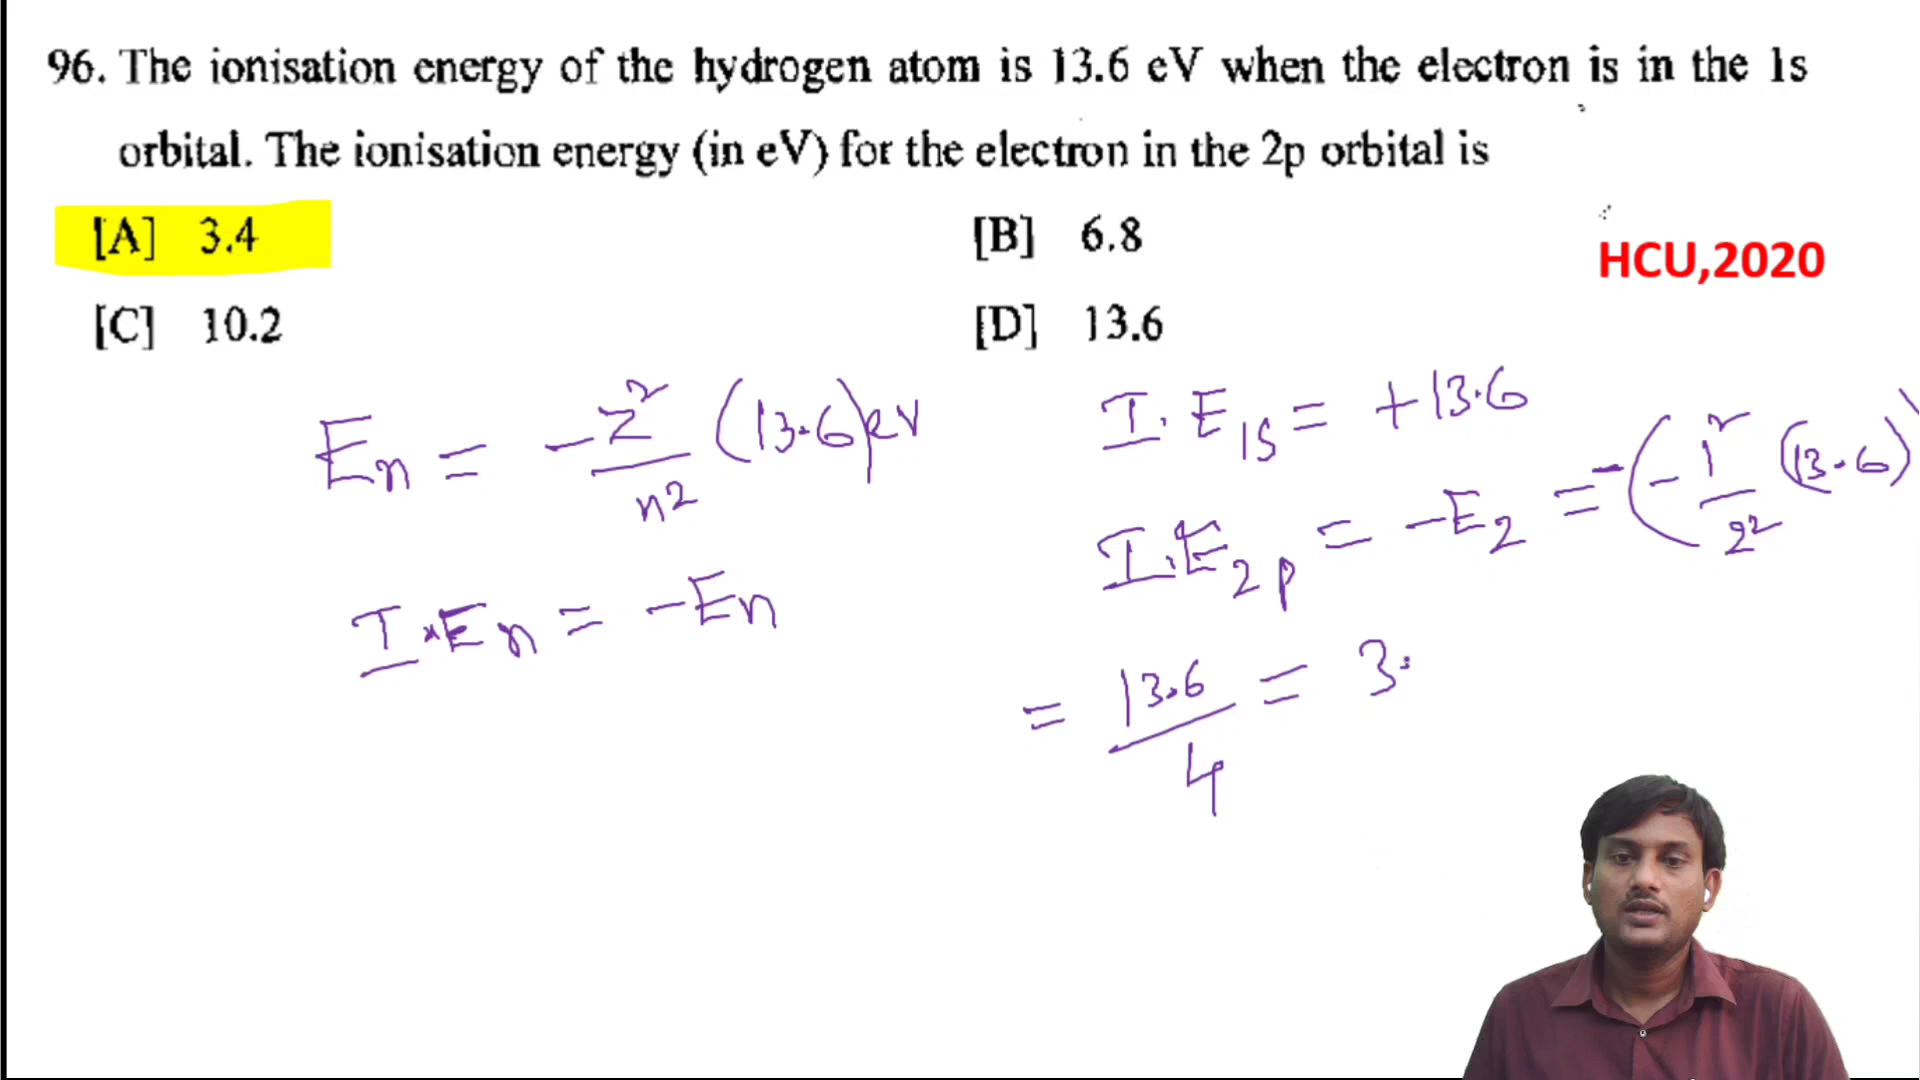 96. The ionisation energy of the hydrogen atom is 13.6 eV when the electron is in the 1s
orbital. The ionisation energy (in eV) for the electron in the 2p orbital is
[A] 3.4
[B] 6.8
HCU,2020
[C] 10.2
[D] 13.6
Eₙ = -Z²/n² (13.6)eV
I.E₁ₛ = +13.6
I.E₂ₚ = -E₂ = -(-1²/2² (13.6)
I.Eₙ = -Eₙ
= 13.6/4 = 3.